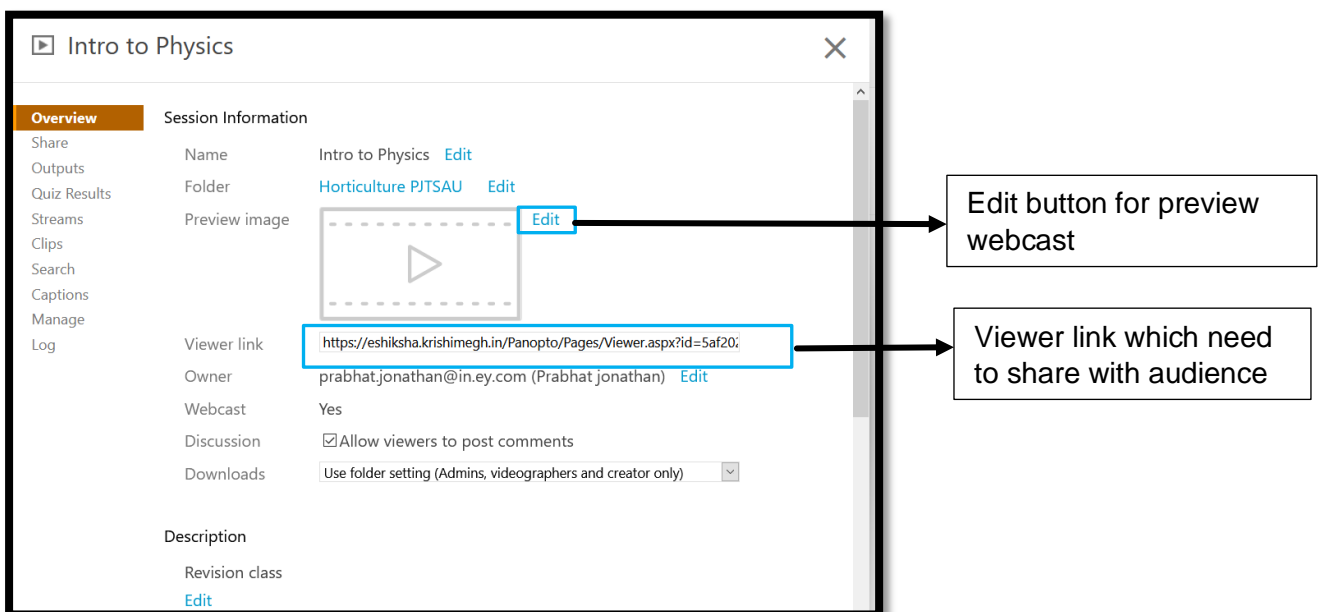 Intro to Physics
Overview
Share
Outputs
Quiz Results
Streams
Clips
Search
Captions
Manage
Log
Session Information
Name Intro to Physics Edit
Folder Horticulture PJTSAU Edit
Preview image Edit
Viewer link https://eshiksha.krishimegh.in/Panopto/Pages/Viewer.aspx?id=5af202
Owner prabhat.jonathan@in.ey.com (Prabhat jonathan) Edit
Webcast Yes
Discussion Allow viewers to post comments
Downloads Use folder setting (Admins, videographers and creator only)
Description
Revision class
Edit
Edit button for preview
webcast
Viewer link which need
to share with audience